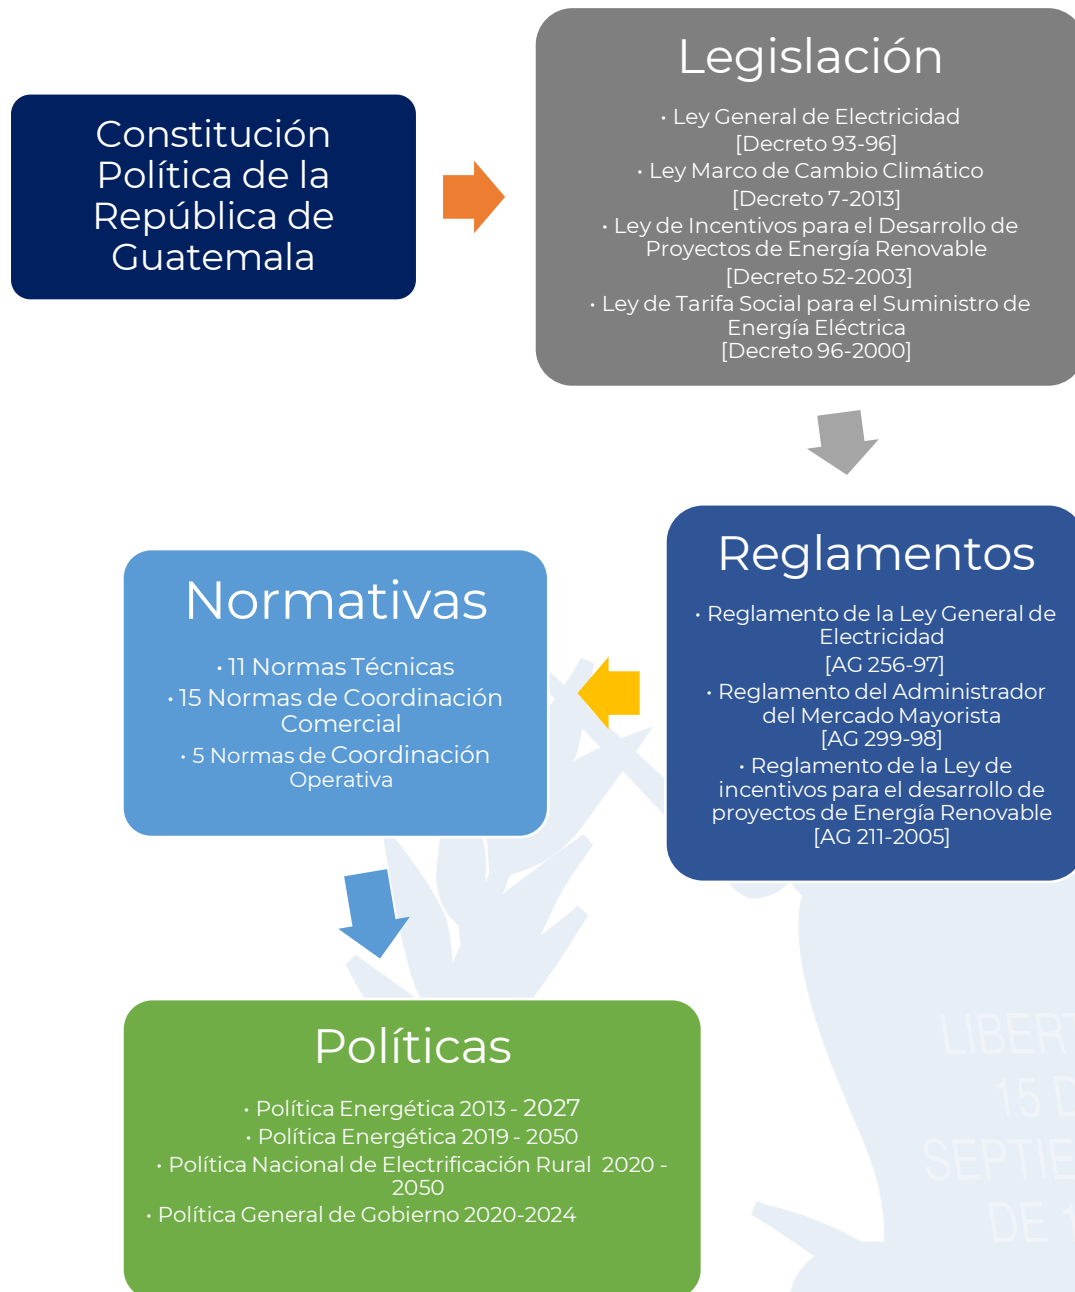 Constitución
Política de la
República de
Guatemala
Legislación
• Ley General de Electricidad
[Decreto 93-96]
• Ley Marco de Cambio Climático
[Decreto 7-2013]
• Ley de Incentivos para el Desarrollo de
Proyectos de Energía Renovable
[Decreto 52-2003]
• Ley de Tarifa Social para el Suministro de
Energía Eléctrica
[Decreto 96-2000]
Reglamentos
• Reglamento de la Ley General de
Electricidad
[AG 256-97]
• Reglamento del Administrador
del Mercado Mayorista
[AG 299-98]
• Reglamento de la Ley de
incentivos para el desarrollo de
proyectos de Energía Renovable
[AG 211-2005]
Normativas
• 11 Normas Técnicas
• 15 Normas de Coordinación
Comercial
• 5 Normas de Coordinación
Operativa
Políticas
• Política Energética 2013 - 2027
• Política Energética 2019 - 2050
• Política Nacional de Electrificación Rural 2020 -
2050
• Política General de Gobierno 2020-2024
15
DE